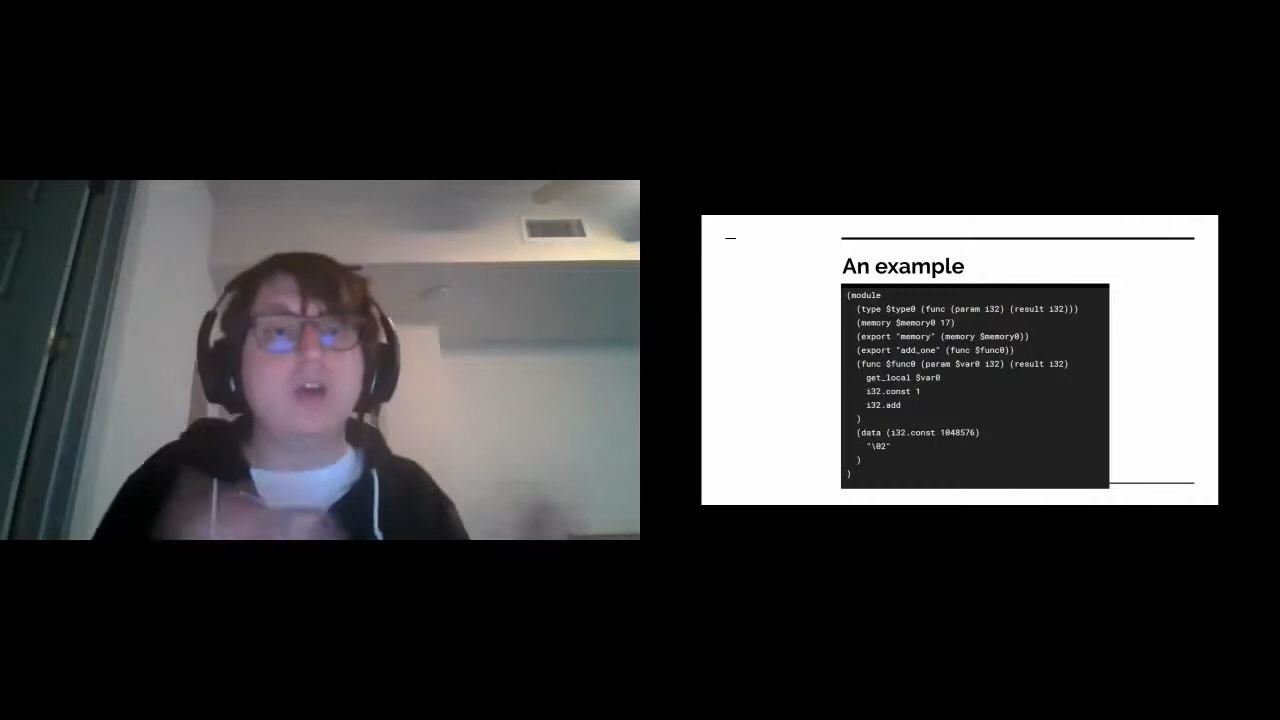 An example
(module
(type $type0 (func (param i32) (result i32)))
(memory $memory0 17)
(export "memory" (memory $memory0))
(export "add_one" (func $func0))
(func $func0 (param $var0 i32) (result i32)
get_local $var0
i32.const 1
i32.add
)
(data (i32.const 1048576)
"\02"
)
)